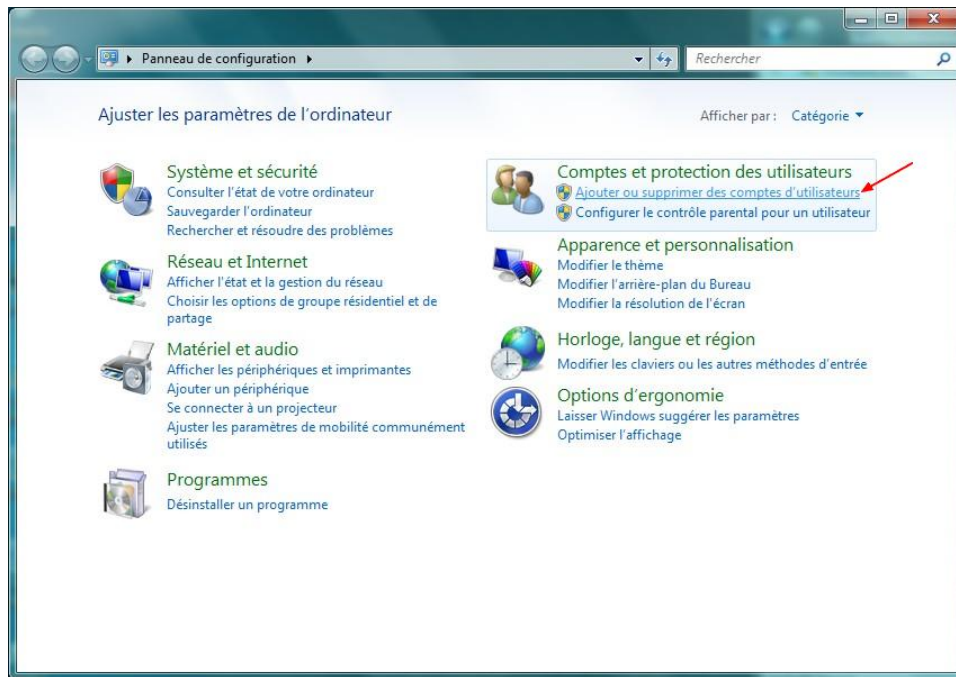 Panneau de configuration
Rechercher
Ajuster les paramètres de l'ordinateur
Afficher par : Catégorie
Système et sécurité
Consulter l'état de votre ordinateur
Sauvegarder l'ordinateur
Rechercher et résoudre des problèmes
Réseau et Internet
Afficher l'état et la gestion du réseau
Choisir les options de groupe résidentiel et de
partage
Matériel et audio
Afficher les périphériques et imprimantes
Ajouter un périphérique
Se connecter à un projecteur
Ajuster les paramètres de mobilité communément
utilisés
Programmes
Désinstaller un programme
Comptes et protection des utilisateurs
Ajouter ou supprimer des comptes d'utilisateurs
Configurer le contrôle parental pour un utilisateur
Apparence et personnalisation
Modifier le thème
Modifier l'arrière-plan du Bureau
Modifier la résolution de l'écran
Horloge, langue et région
Modifier les claviers ou les autres méthodes d'entrée
Options d'ergonomie
Laisser Windows suggérer les paramètres
Optimiser l'affichage